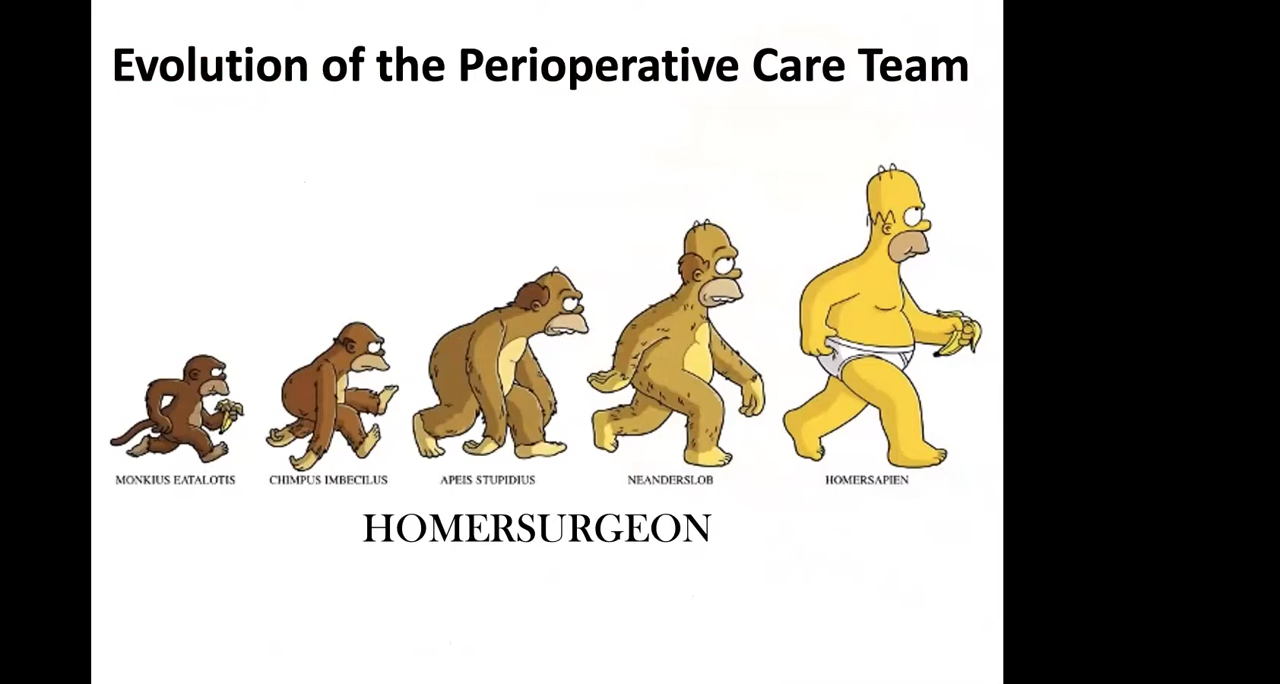 Evolution of the Perioperative Care Team
MONKIUS EATALOTIS CHIMPUS IMBECILUS APEIS STUPIDIUS NEANDERSLOB HOMERSAPIEN
HOMERSURGEON